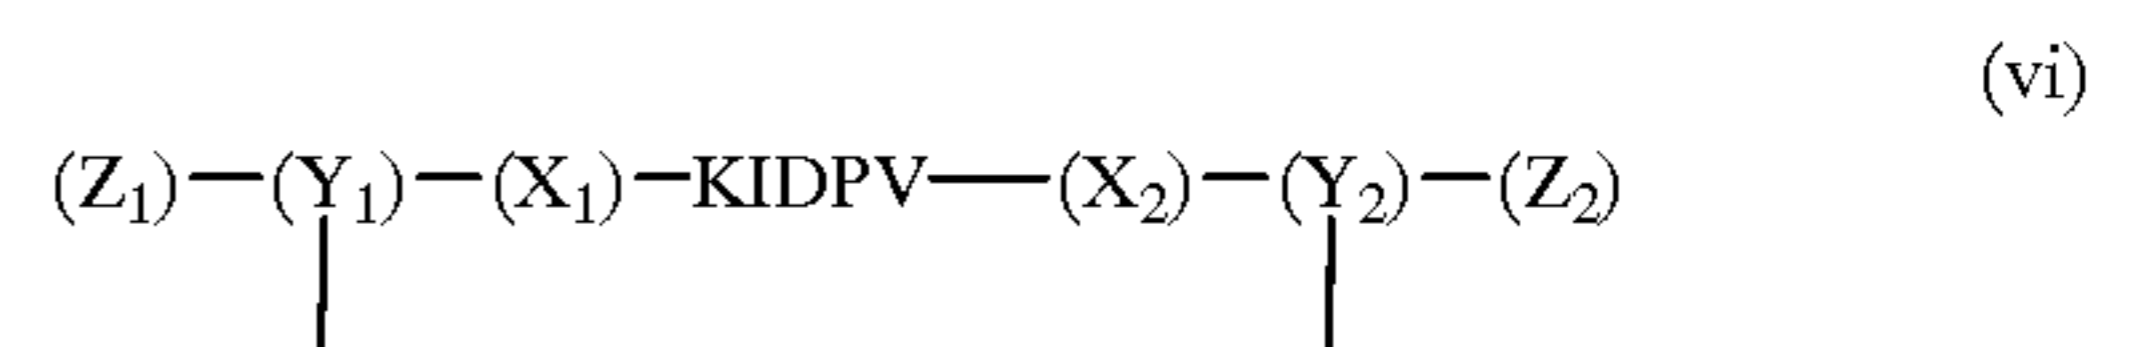 (vi)
(Z₁)—(Y₁)—(X₁)—KIDPV—(X₂)—(Y₂)—(Z₂)